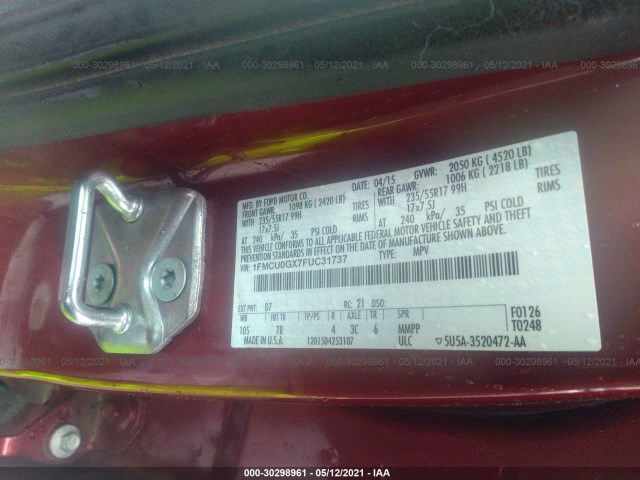 000-30298961 - 05/12/2021 - IAA
MFD. BY FORD MOTOR CO.
DATE: 04/15 GVWR: 2050 KG ( 4520 LB)
FRONT GAWR: 1098 KG ( 2420 LB) REAR GAWR: 1006 KG ( 2218 LB)
WITH 235/55R17 99H TIRES 235/55R17 99H TIRES
17x7.5J RIMS 17x7.5J RIMS
AT 240 kPa/ 35 PSI COLD AT 240 kPa/ 35 PSI COLD
THIS VEHICLE CONFORMS TO ALL APPLICABLE FEDERAL MOTOR VEHICLE SAFETY AND THEFT
PREVENTION STANDARDS IN EFFECT ON THE DATE OF MANUFACTURE SHOWN ABOVE.
VIN: 1FMCU0GX7FUC31737 TYPE: MPV
EXT PNT: D7 RC: 21 DSO: F0126
WB INT TR TP/PS R AXLE TR SPR T0248
105 7B 4 3C 6 MMPP
MADE IN U.S.A. 1201504253107 ULC ▽5U5A-3520472-AA
000-30298961 - 05/12/2021 - IAA